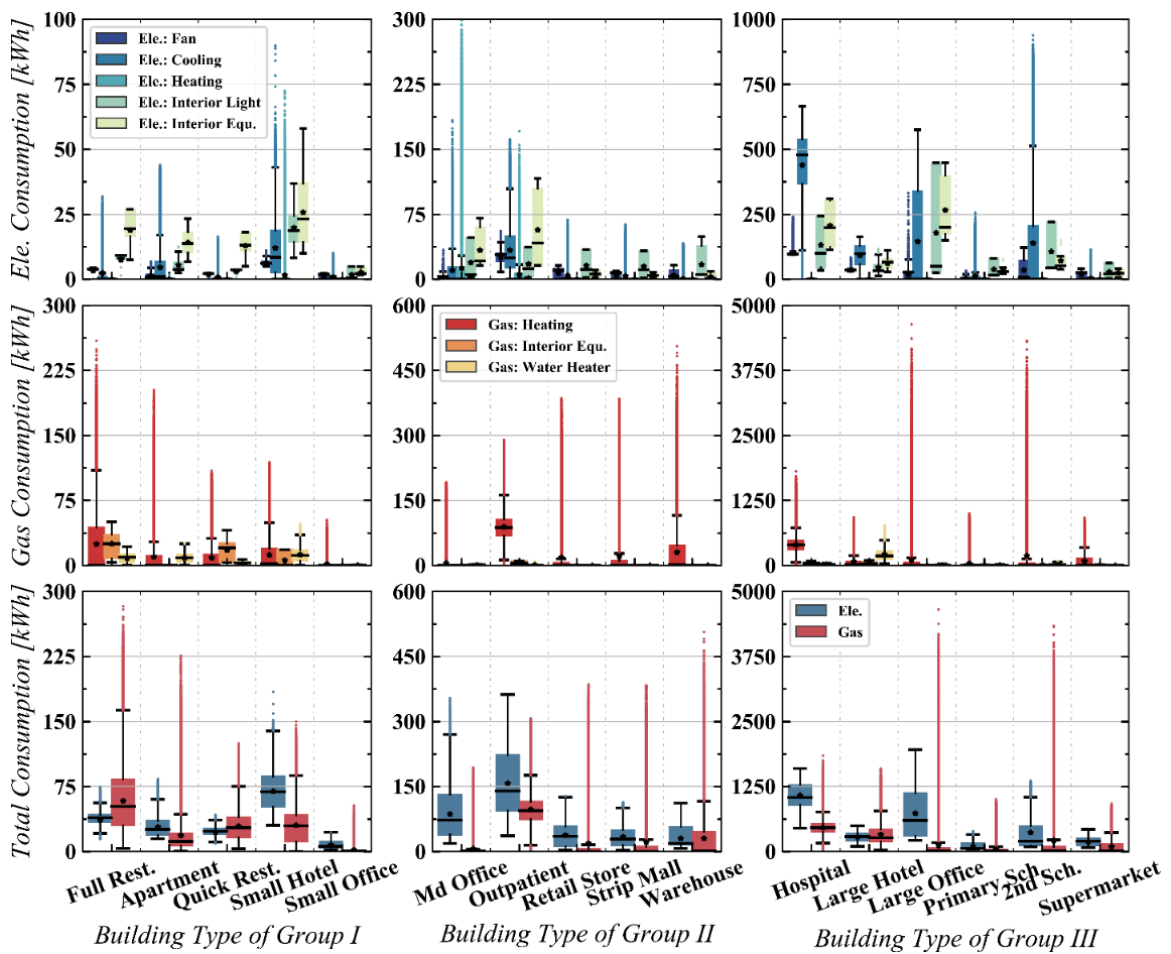 Ele. Consumption [kWh]
100
75
50
25
0
Ele.: Fan
Ele.: Cooling
Ele.: Heating
Ele.: Interior Light
Ele.: Interior Equ.
300
225
150
75
0
1000
750
500
250
0
Gas Consumption [kWh]
300
225
150
75
0
600
450
300
150
0
Gas: Heating
Gas: Interior Equ.
Gas: Water Heater
5000
3750
2500
1250
0
Total Consumption [kWh]
300
225
150
75
0
600
450
300
150
0
5000
3750
2500
1250
0
Ele.
Gas
Full Rest.
Apartment
Quick Rest.
Small Hotel
Small Office
Md Office
Outpatient
Retail Store
Strip Mall
Warehouse
Hospital
Large Hotel
Large Office
Primary Sch.
2nd Sch.
Supermarket
Building Type of Group I
Building Type of Group II
Building Type of Group III